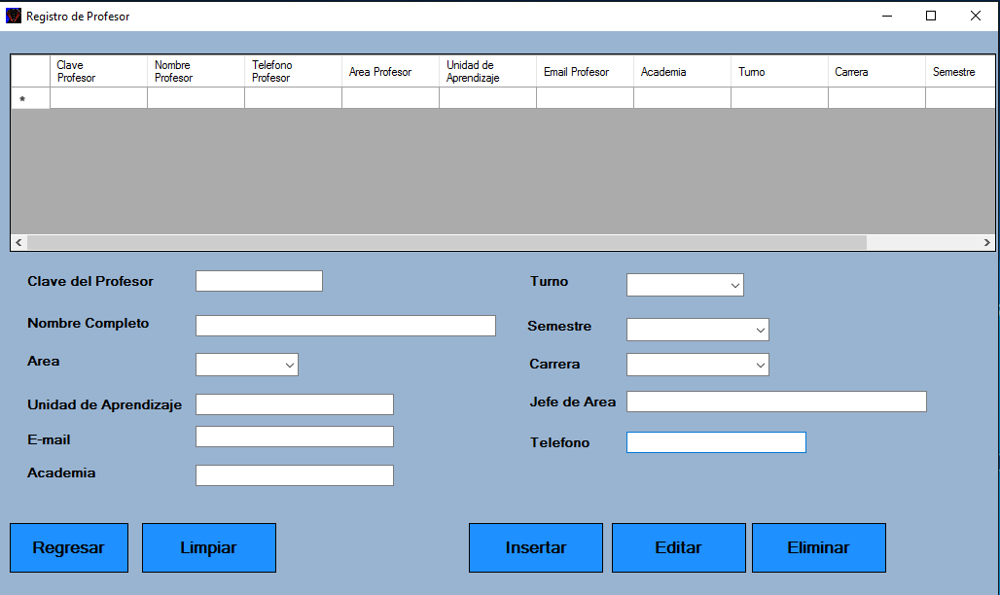 Registro de Profesor
Clave Profesor
Nombre Profesor
Telefono Profesor
Area Profesor
Unidad de Aprendizaje
Email Profesor
Academia
Turno
Carrera
Semestre
*
Clave del Profesor
Turno
Nombre Completo
Semestre
Area
Carrera
Unidad de Aprendizaje
Jefe de Area
E-mail
Telefono
Academia
Regresar
Limpiar
Insertar
Editar
Eliminar